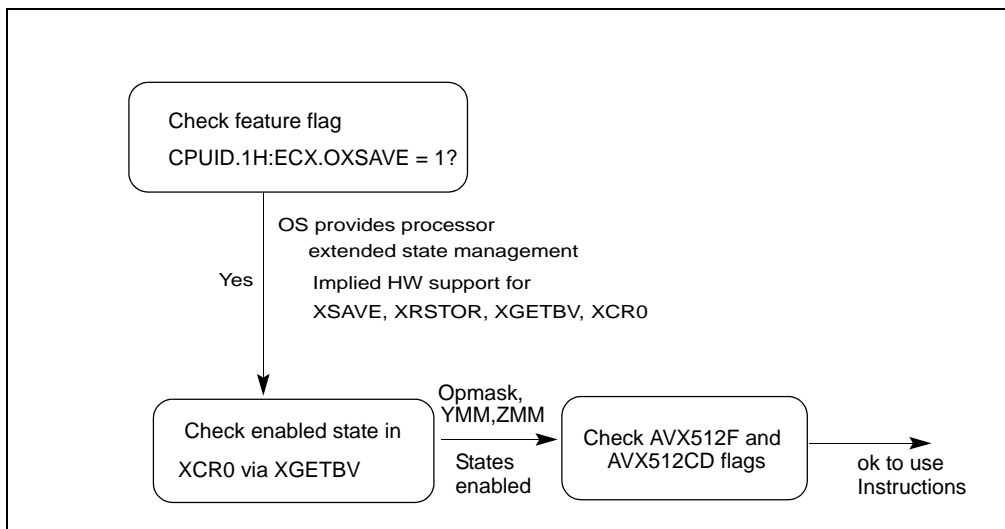 Check feature flag
CPUID.1H:ECX.OXSAVE = 1?
OS provides processor
extended state management
Yes
Implied HW support for
XSAVE, XRSTOR, XGETBV, XCR0
Check enabled state in
XCR0 via XGETBV
Opmask,
YMM,ZMM
States
enabled
Check AVX512F and
AVX512CD flags
ok to use
Instructions